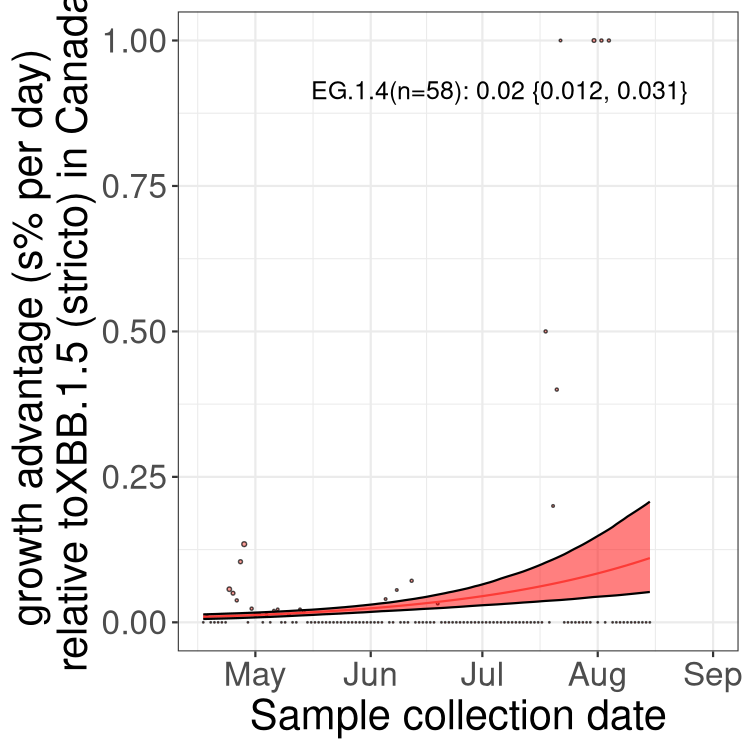 growth advantage (s% per day)
relative toXBB.1.5 (stricto) in Canada
1.00
0.75
0.50
0.25
0.00
EG.1.4(n=58): 0.02 {0.012, 0.031}
May Jun Jul Aug Sep
Sample collection date